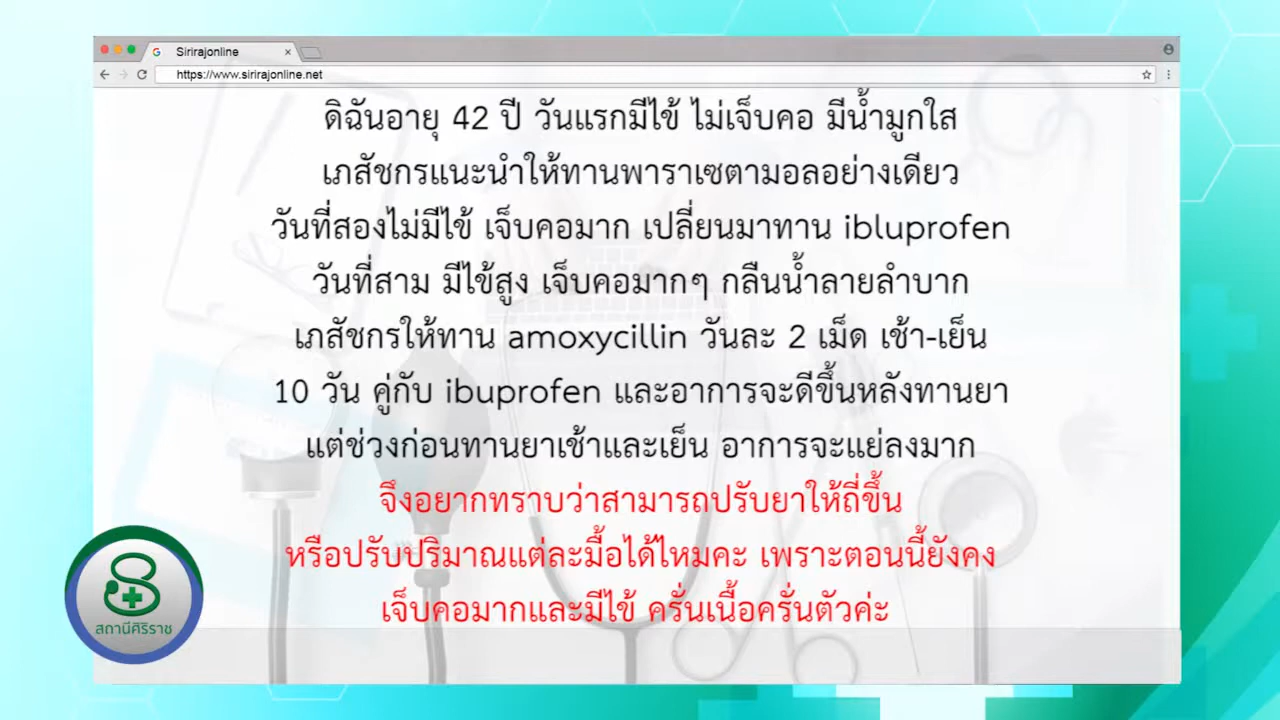 Sirirajonline
https://www.sirirajonline.net
ดิฉันอายุ 42 ปี วันแรกมีไข้ ไม่เจ็บคอ มีน้ำมูกใส
เภสัชกรแนะนำให้ทานพาราเซตามอลอย่างเดียว
วันที่สองไม่มีไข้ เจ็บคอมาก เปลี่ยนมาทาน ibluprofen
วันที่สาม มีไข้สูง เจ็บคอมากๆ กลืนน้ำลายลำบาก
เภสัชกรให้ทาน amoxycillin วันละ 2 เม็ด เช้า-เย็น
10 วัน คู่กับ ibuprofen และอาการจะดีขึ้นหลังทานยา
แต่ช่วงก่อนทานยาเช้าและเย็น อาการจะแย่ลงมาก
จึงอยากทราบว่าสามารถปรับยาให้ถี่ขึ้น
หรือปรับปริมาณแต่ละมื้อได้ไหมคะ เพราะตอนนี้ยังคง
เจ็บคอมากและมีไข้ ครั่นเนื้อครั่นตัวค่ะ
สถานีศิริราช